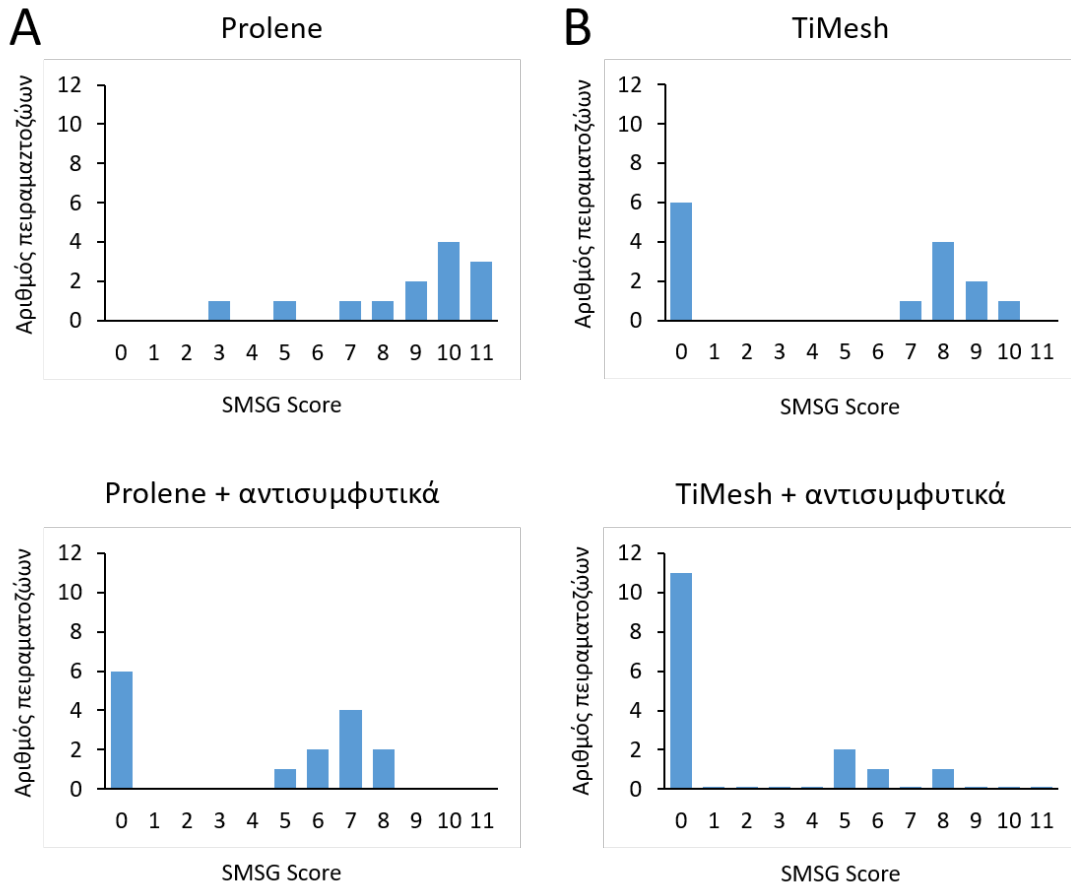 A
Prolene
Αριθμός πειραμαζτοζώων
12
10
8
6
4
2
0
0 1 2 3 4 5 6 7 8 9 10 11
SMSG Score
B
TiMesh
Αριθμός πειραματοζώων
12
10
8
6
4
2
0
0 1 2 3 4 5 6 7 8 9 10 11
SMSG Score
Prolene + αντισυμφυτικά
Αριθμός πειραματοζώων
12
10
8
6
4
2
0
0 1 2 3 4 5 6 7 8 9 10 11
SMSG Score
TiMesh + αντισυμφυτικά
Αριθμός πειραματοζώων
12
10
8
6
4
2
0
0 1 2 3 4 5 6 7 8 9 10 11
SMSG Score